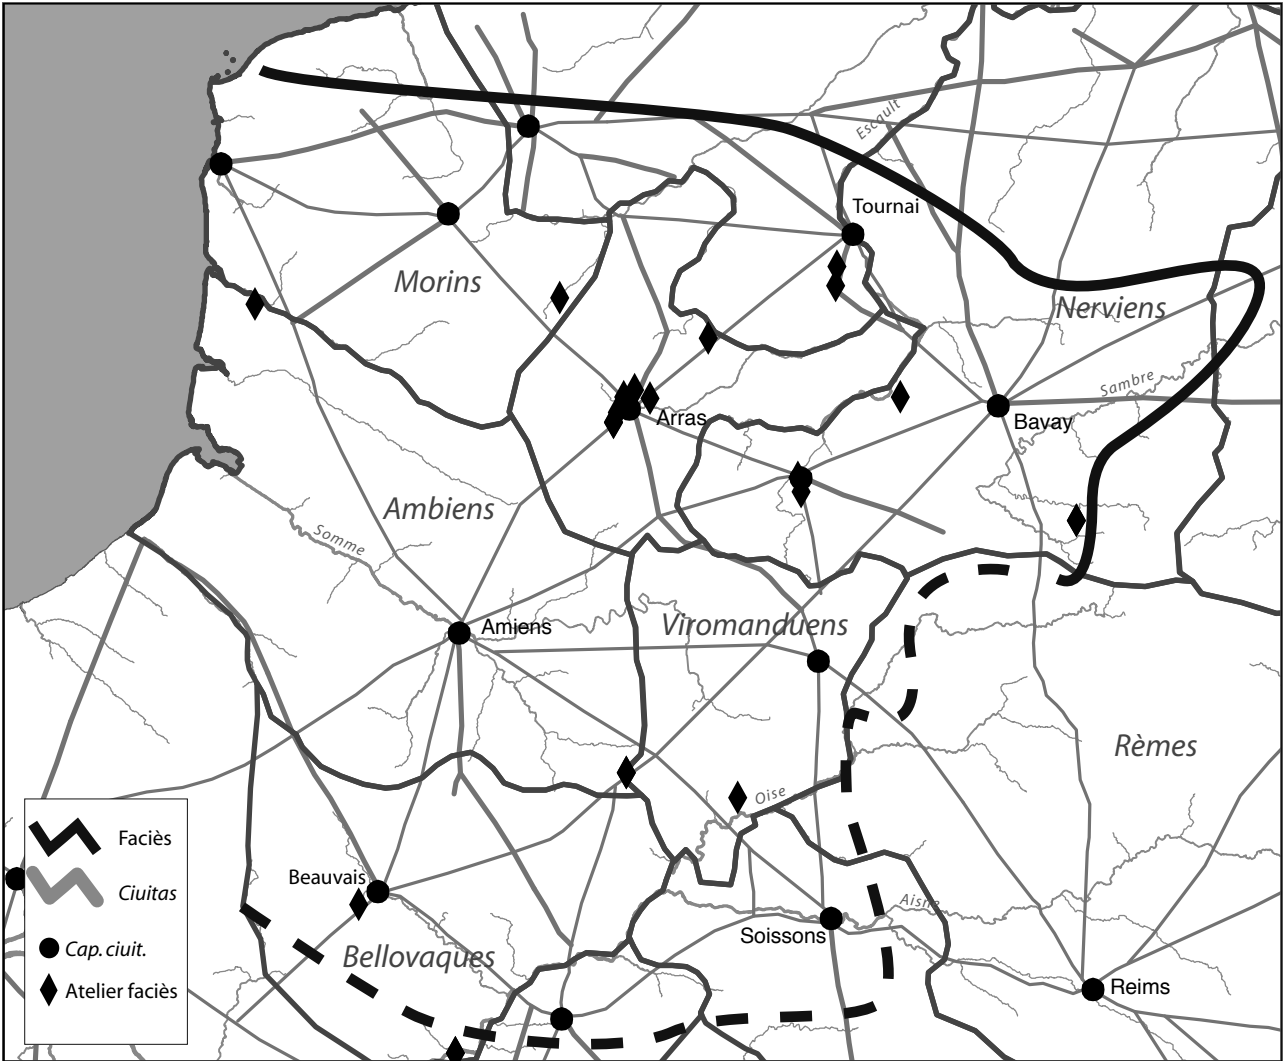 Escault
Tournai
Morins
Nerviens
Sambre
Arras
Bavay
Ambiens
Somme
Amiens
Viromanduens
Rèmes
Oise
Faciès
Ciuitas
Cap. ciuit.
Atelier faciès
Beauvais
Aisne
Soissons
Bellovaques
Reims